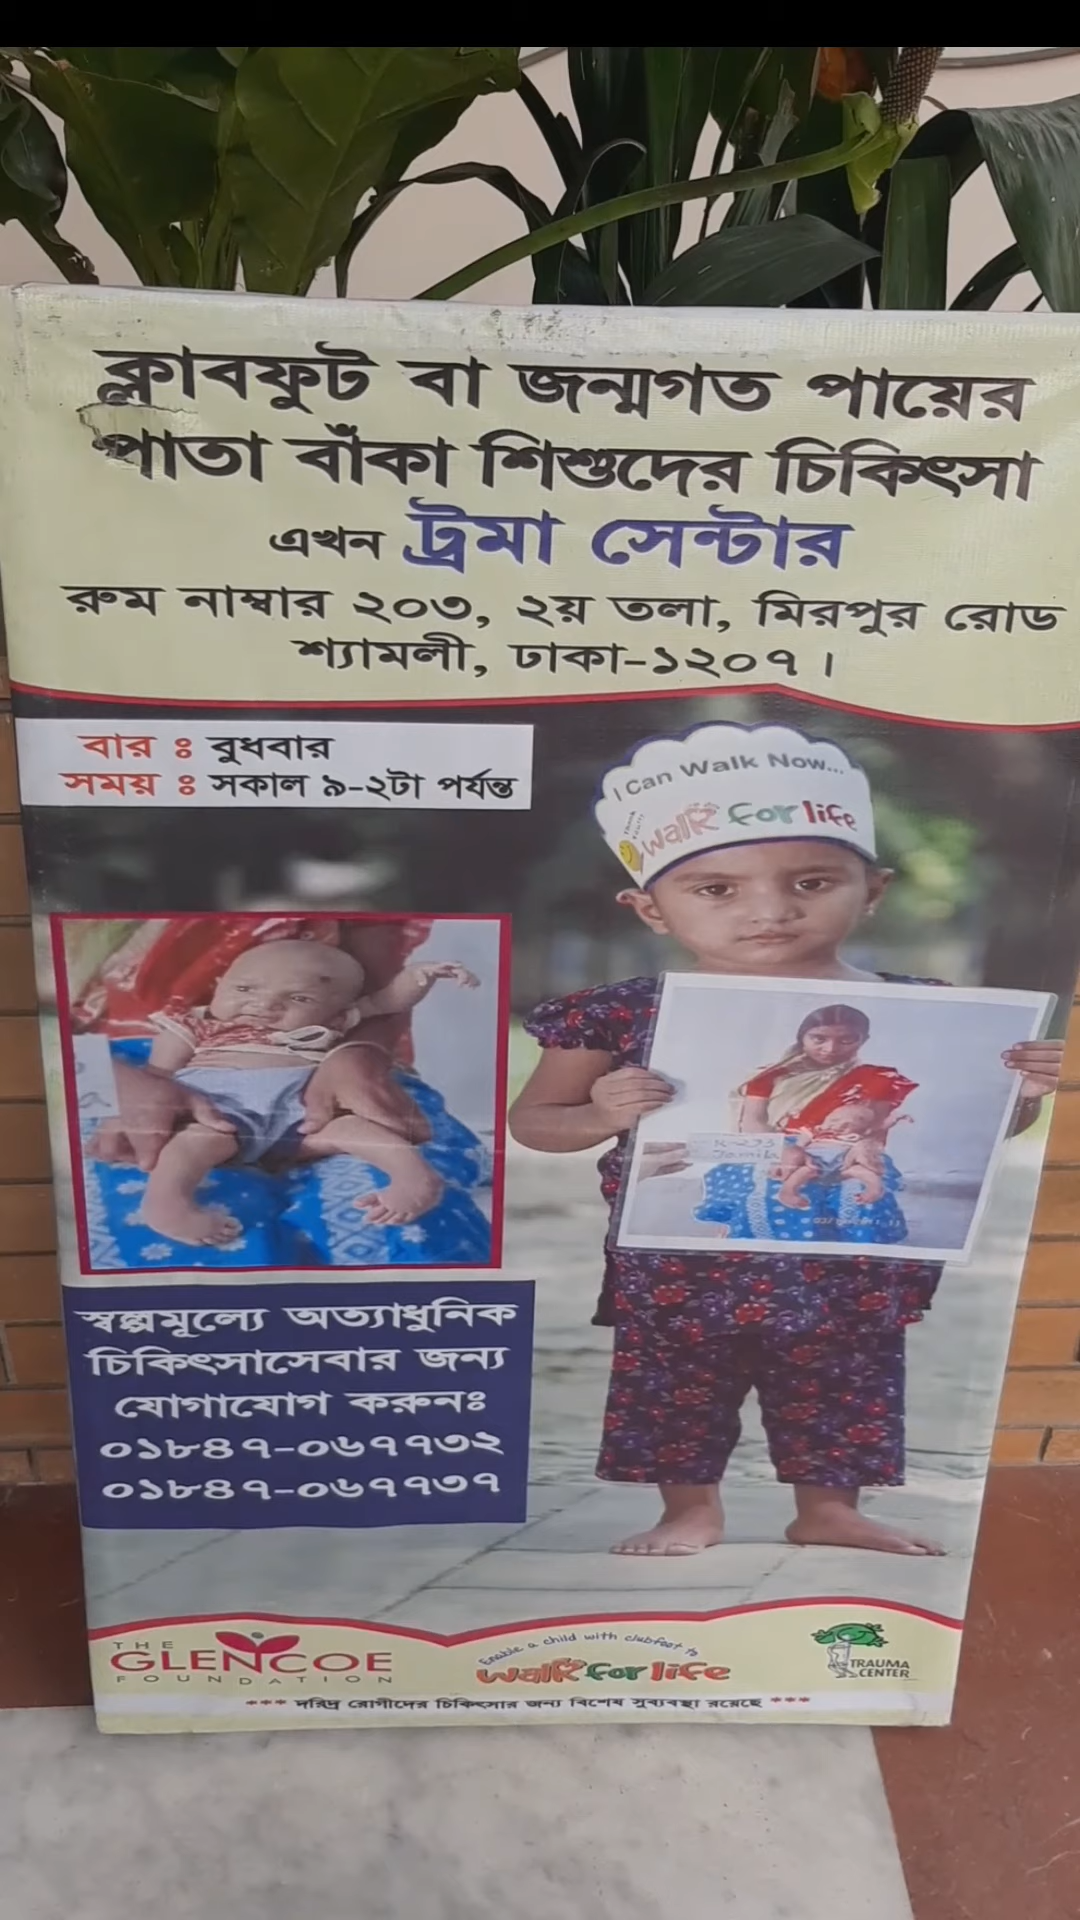 ক্লাবফুট বা জন্মগত পায়ের
পাতা বাঁকা শিশুদের চিকিৎসা
এখন ট্রমা সেন্টার
রুম নাম্বার ২০৩, ২য় তলা, মিরপুর রোড
শ্যামলী, ঢাকা-১২০৭।
বার ঃ বুধবার
সময় ঃ সকাল ৯-২টা পর্যন্ত
I Can Walk Now...
walk for life
স্বল্পমূল্যে অত্যাধুনিক
চিকিৎসাসেবার জন্য
যোগাযোগ করুনঃ
০১৮৪৭-০৬৭৭৩২
০১৮৪৭-০৬৭৭৩৭
THE
GLENCOE
FOUNDATION
Enable a child with clubfoot to
walk for life
TRAUMA
CENTER
*** দরিদ্র রোগীদের চিকিৎসার জন্য বিশেষ সুব্যবস্থা রয়েছে ***